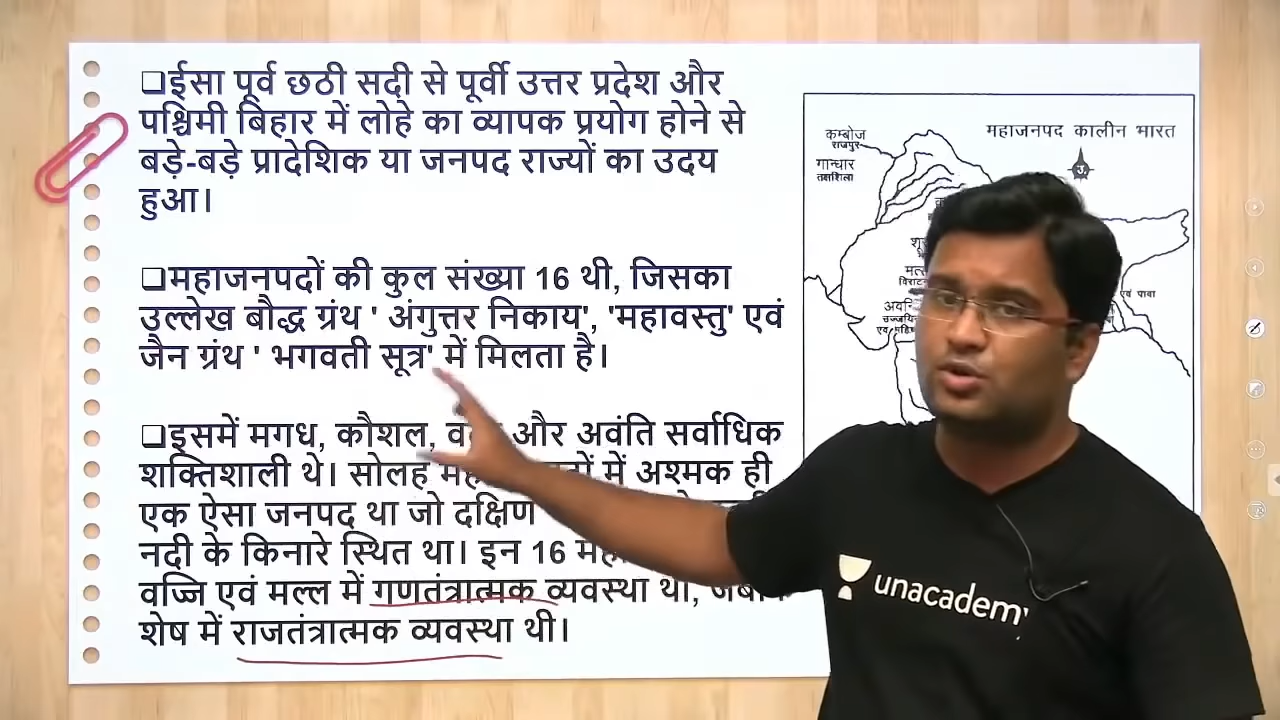 ❑ईसा पूर्व छठी सदी से पूर्वी उत्तर प्रदेश और
पश्चिमी बिहार में लोहे का व्यापक प्रयोग होने से
बड़े-बड़े प्रादेशिक या जनपद राज्यों का उदय
हुआ।
❑महाजनपदों की कुल संख्या 16 थी, जिसका
उल्लेख बौद्ध ग्रंथ ' अंगुत्तर निकाय', 'महावस्तु' एवं
जैन ग्रंथ ' भगवती सूत्र' में मिलता है।
❑इसमें मगध, कौशल, और अवंति सर्वाधिक
शक्तिशाली थे। सोलह में अश्मक ही
एक ऐसा जनपद था जो दक्षिण
नदी के किनारे स्थित था। इन 16
वज्जि एवं मल्ल में गणतंत्रात्मक व्यवस्था थी,
शेष में राजतंत्रात्मक व्यवस्था थी।
महाजनपद कालीन भारत
कम्बोज
राजपुर
गान्धार
तक्षशिला
एवं पावा
unacademy